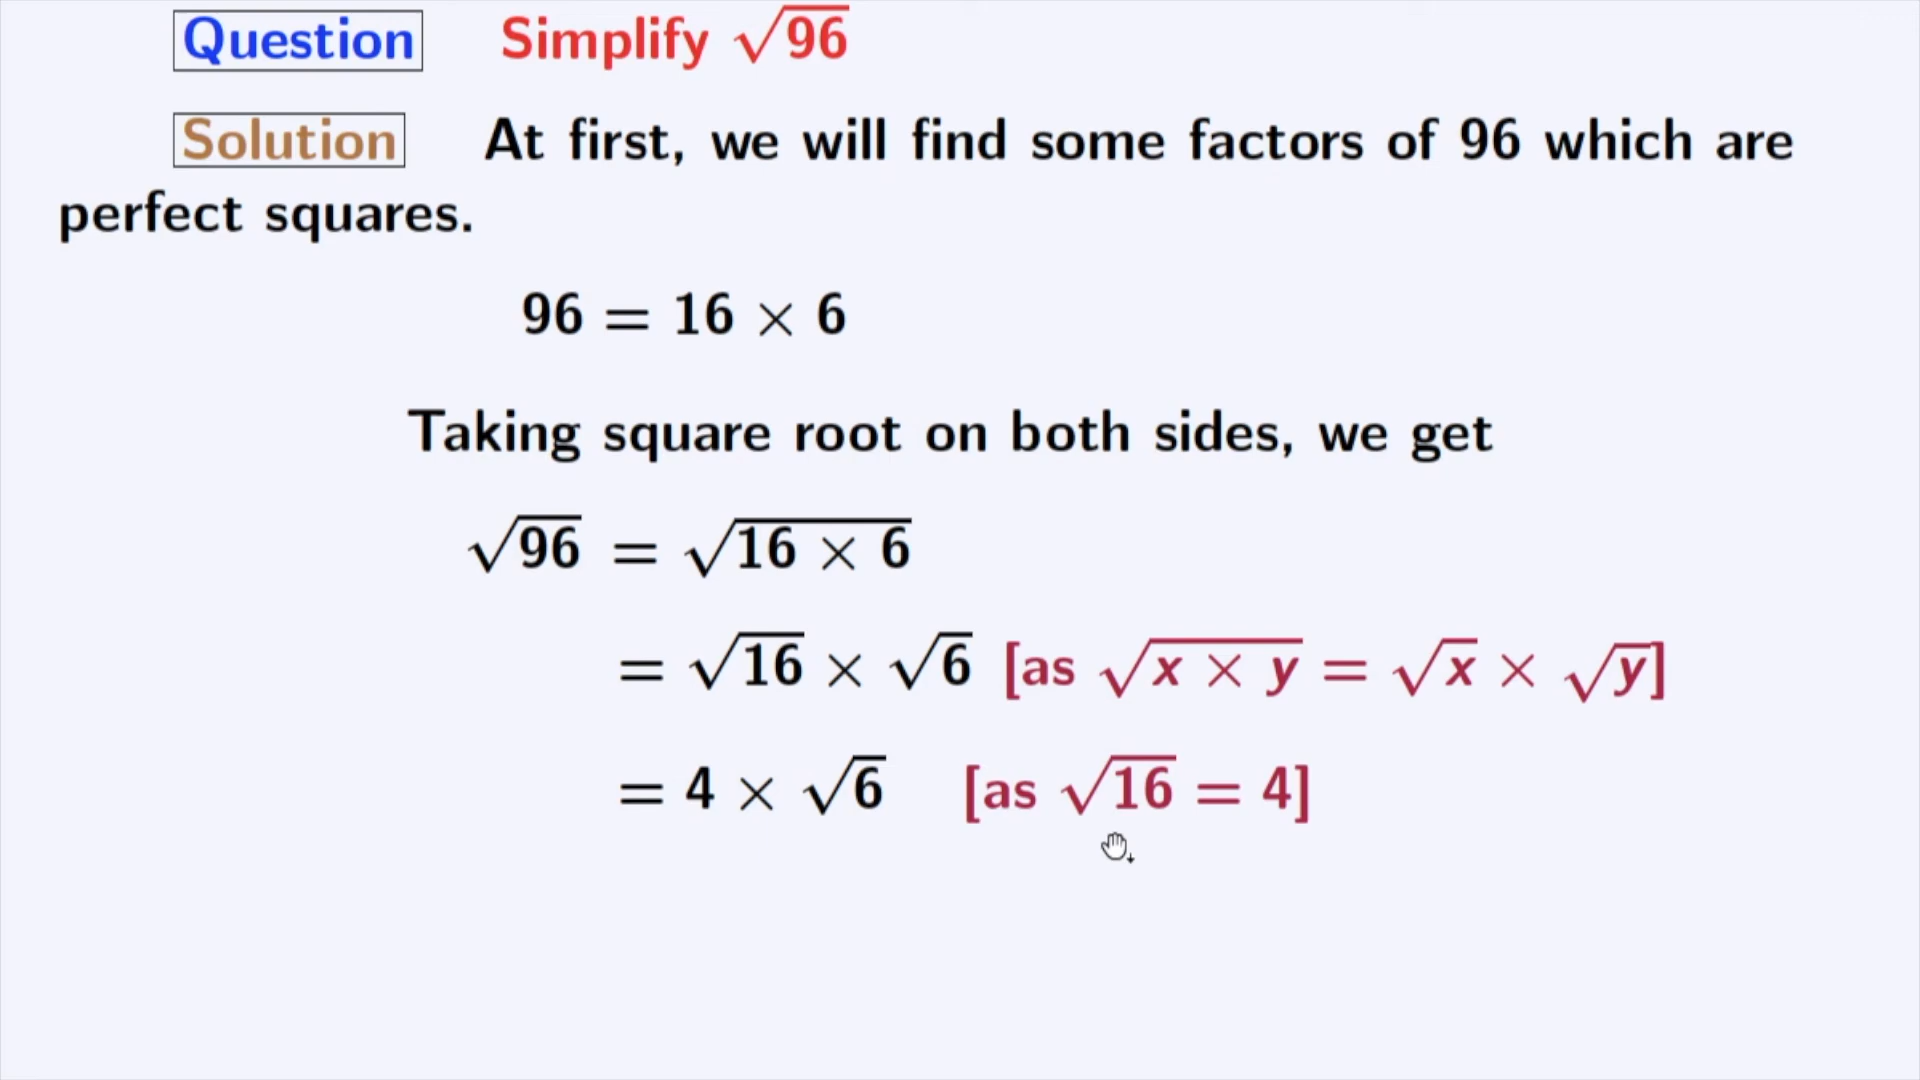 Question Simplify √96
Solution At first, we will find some factors of 96 which are
perfect squares.
96 = 16 × 6
Taking square root on both sides, we get
√96 = √(16 × 6)
= √16 × √6 [as √(x × y) = √x × √y]
= 4 × √6 [as √16 = 4]